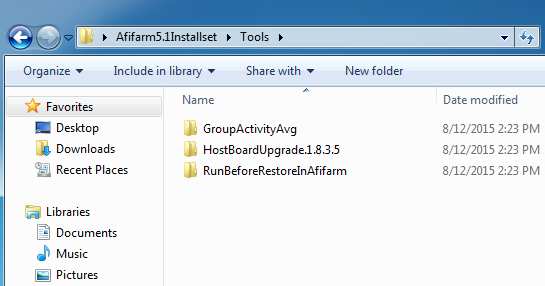 Afifarm5.1Installset Tools
Organize Include in library Share with New folder
Favorites
Desktop
Downloads
Recent Places
Libraries
Documents
Music
Pictures
Name Date modified
GroupActivityAvg 8/12/2015 2:23 PM
HostBoardUpgrade.1.8.3.5 8/12/2015 2:23 PM
RunBeforeRestoreInAfifarm 8/12/2015 2:23 PM